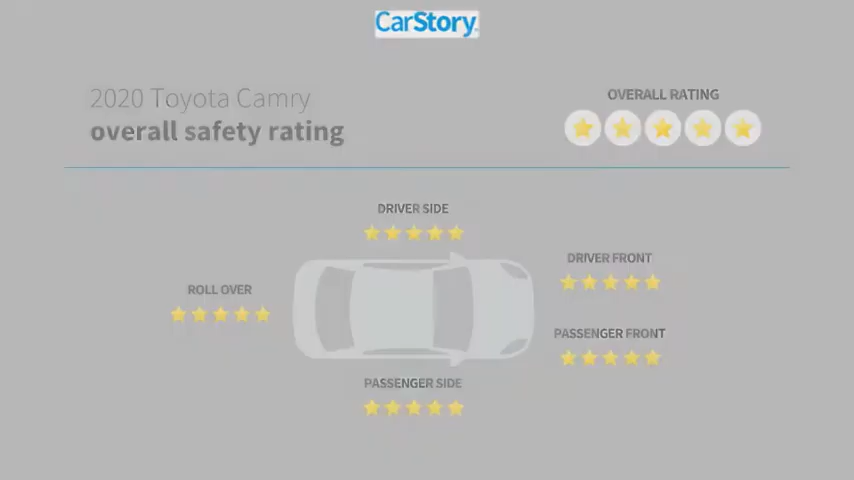 CarStory
2020 Toyota Camry
overall safety rating
OVERALL RATING
DRIVER SIDE
DRIVER FRONT
ROLL OVER
PASSENGER FRONT
PASSENGER SIDE